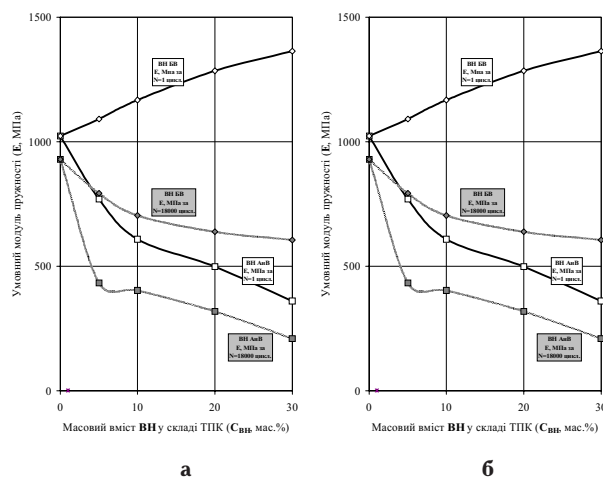 1500
1000
500
0
0
10
20
30
Умовний модуль пружності (Е, МПа)
ВН БВ
Е, Мпа за
N=1 цикл.
ВН БВ
Е, МПа за
N=18000 цикл.
ВН АнВ
Е, МПа за
N=1 цикл.
ВН АнВ
Е, МПа за
N=18000 цикл.
Масовий вміст ВН у складі ТПК (СВН, мас.%)
а
1500
1000
500
0
0
10
20
30
Умовний модуль пружності (Е, МПа)
ВН БВ
Е, Мпа за
N=1 цикл.
ВН БВ
Е, МПа за
N=18000 цикл.
ВН АнВ
Е, МПа за
N=1 цикл.
ВН АнВ
Е, МПа за
N=18000 цикл.
Масовий вміст ВН у складі ТПК (СВН, мас.%)
б